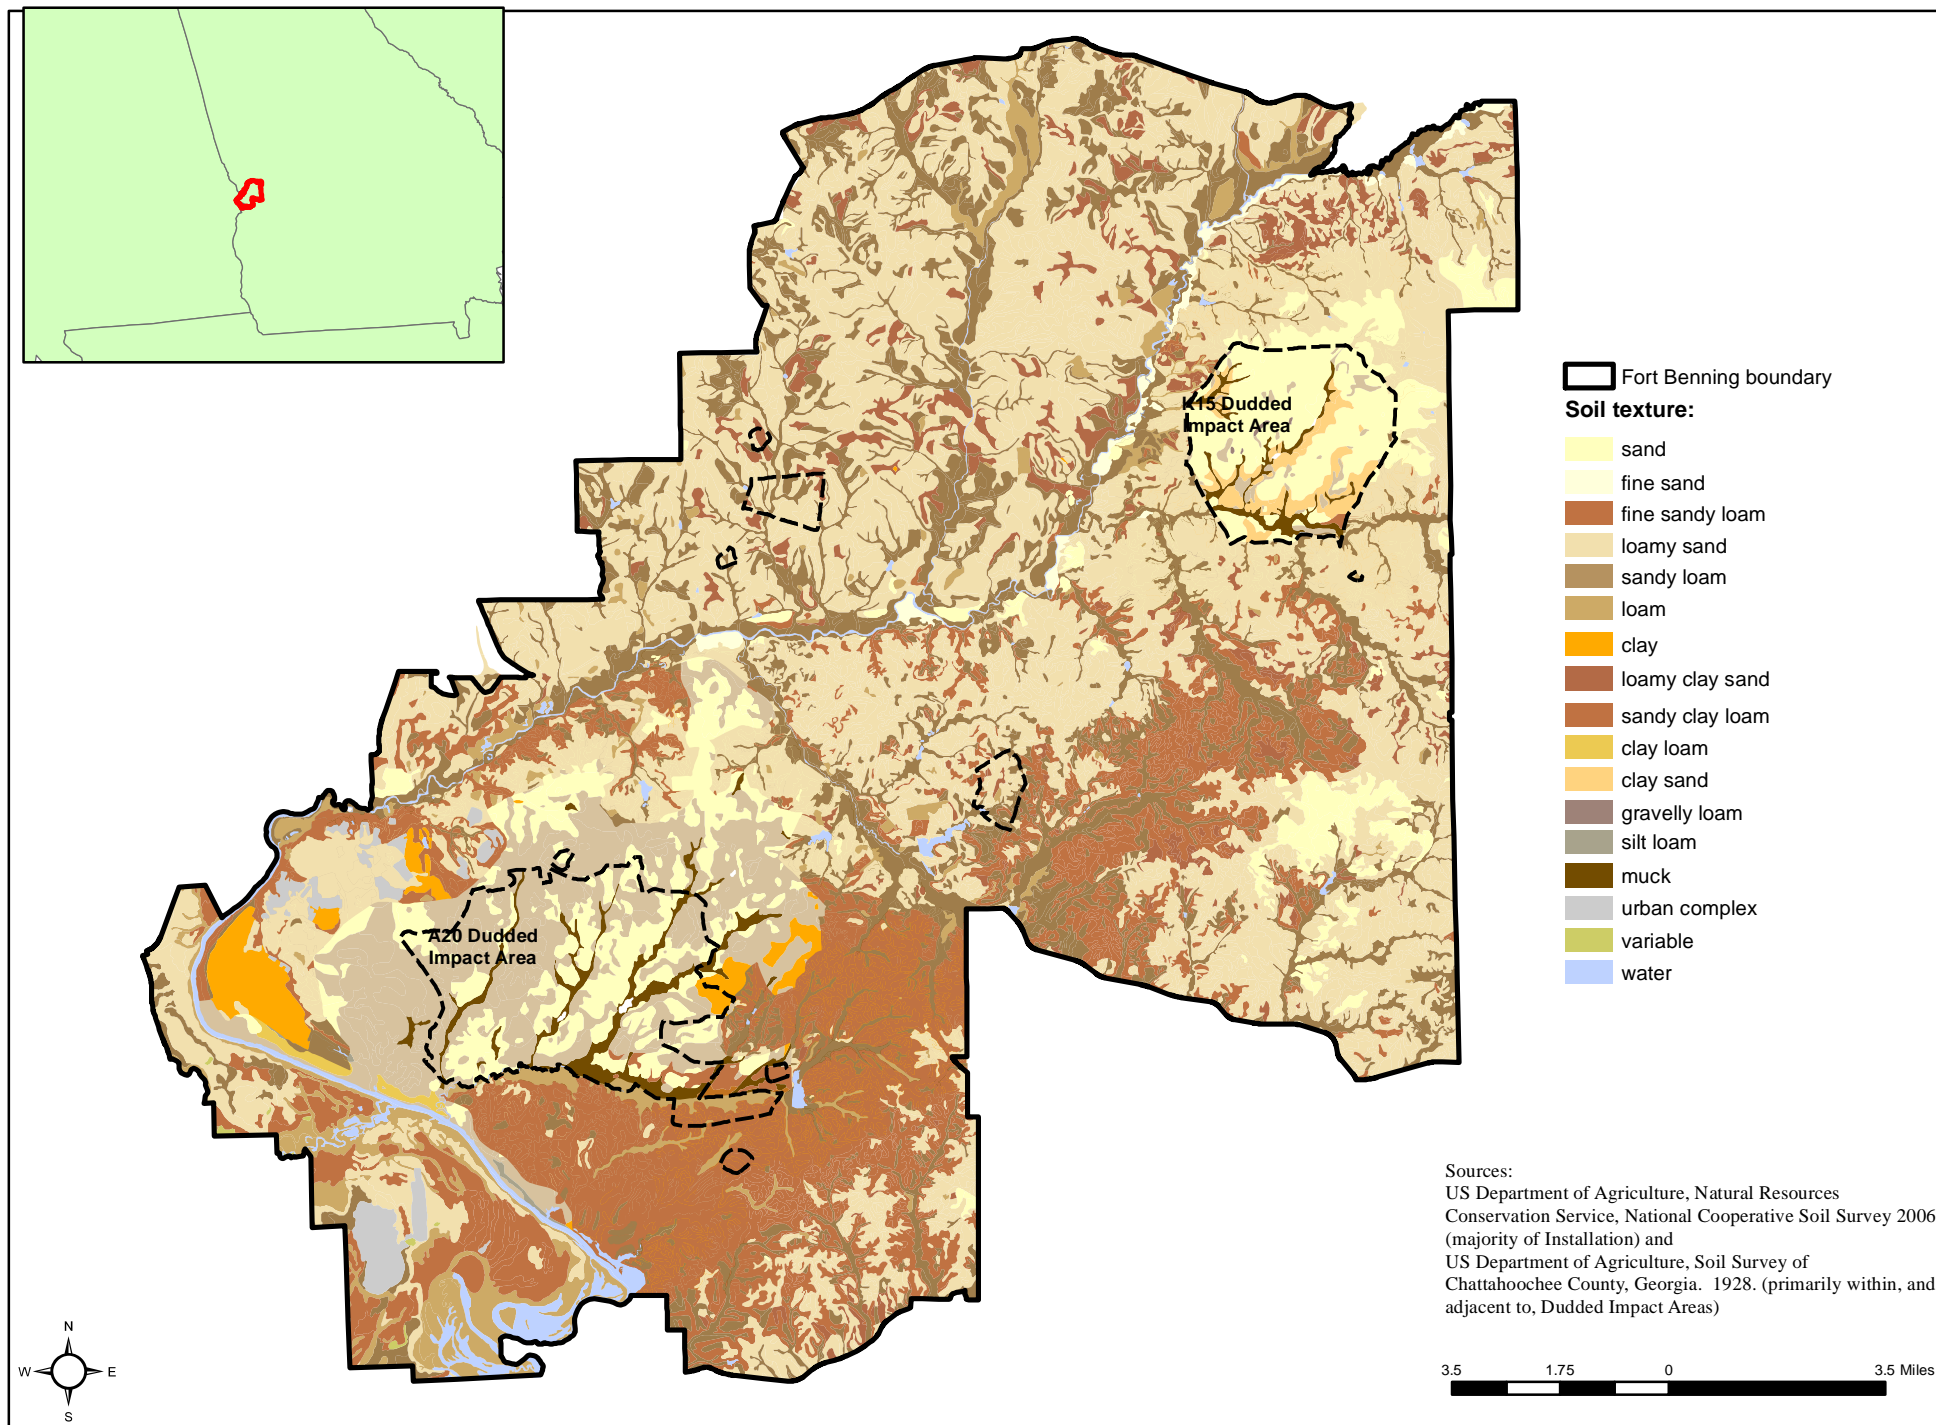 K15 Dudded
Impact Area
A20 Dudded
Impact Area
Fort Benning boundary
Soil texture:
sand
fine sand
fine sandy loam
loamy sand
sandy loam
loam
clay
loamy clay sand
sandy clay loam
clay loam
clay sand
gravelly loam
silt loam
muck
urban complex
variable
water
Sources:
US Department of Agriculture, Natural Resources
Conservation Service, National Cooperative Soil Survey 2006
(majority of Installation) and
US Department of Agriculture, Soil Survey of
Chattahoochee County, Georgia. 1928. (primarily within, and
adjacent to, Dudded Impact Areas)
N
W E
S
3.5 1.75 0 3.5 Miles